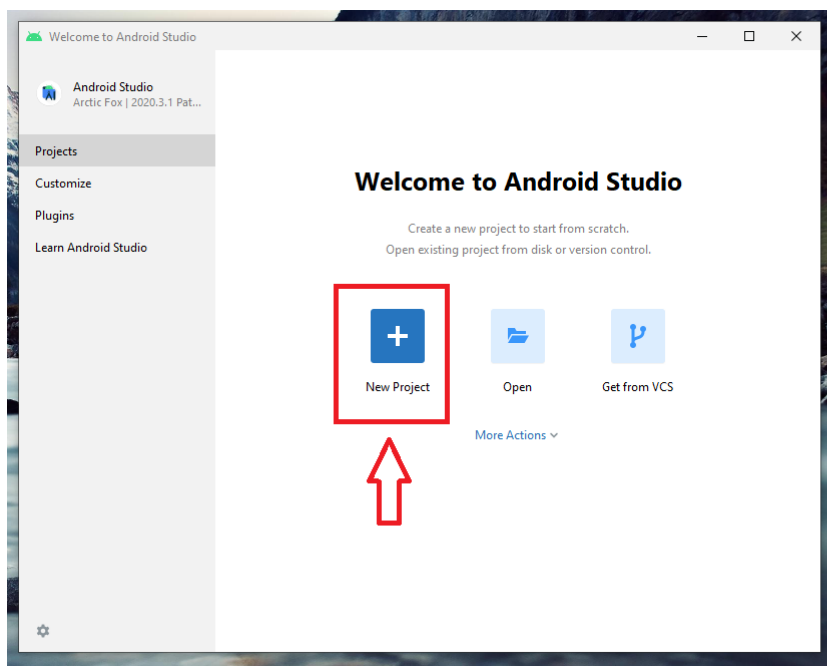 Welcome to Android Studio
Android Studio
Arctic Fox | 2020.3.1 Pat...
Projects
Customize
Plugins
Learn Android Studio
Welcome to Android Studio
Create a new project to start from scratch.
Open existing project from disk or version control.
New Project
Open
Get from VCS
More Actions